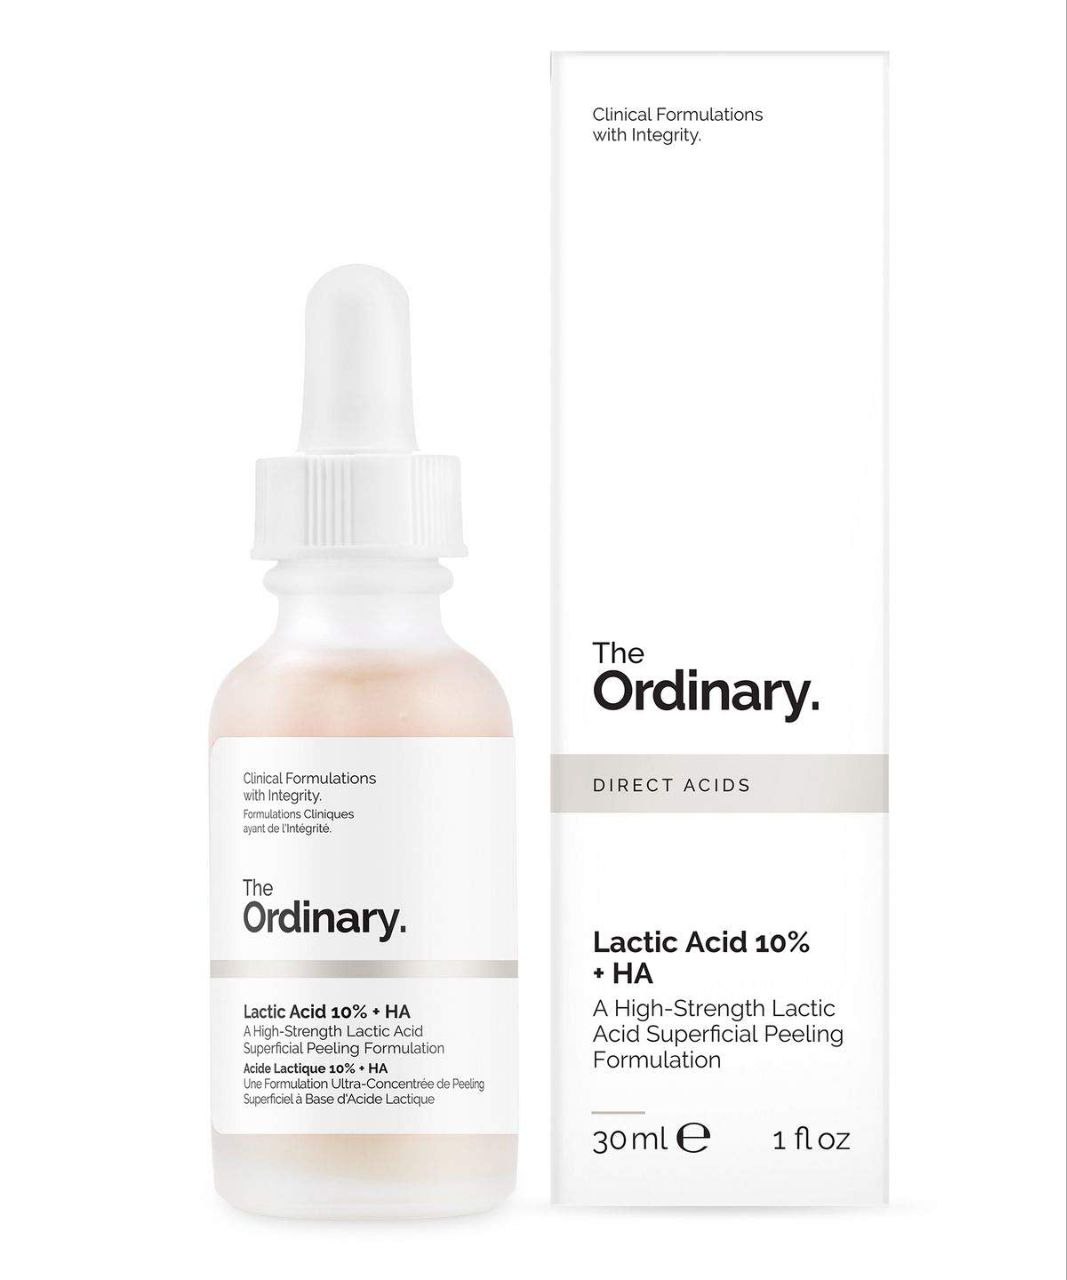 Clinical Formulations
with Integrity.
Formulations Cliniques
ayant de l'Intégrité.
The
Ordinary.
Lactic Acid 10% + HA
A High-Strength Lactic Acid
Superficial Peeling Formulation
Acide Lactique 10% + HA
Une Formulation Ultra-Concentrée de Peeling
Superficiel à Base d'Acide Lactique
Clinical Formulations
with Integrity.
The
Ordinary.
DIRECT ACIDS
Lactic Acid 10%
+ HA
A High-Strength Lactic
Acid Superficial Peeling
Formulation
30 ml ℮ 1 fl oz